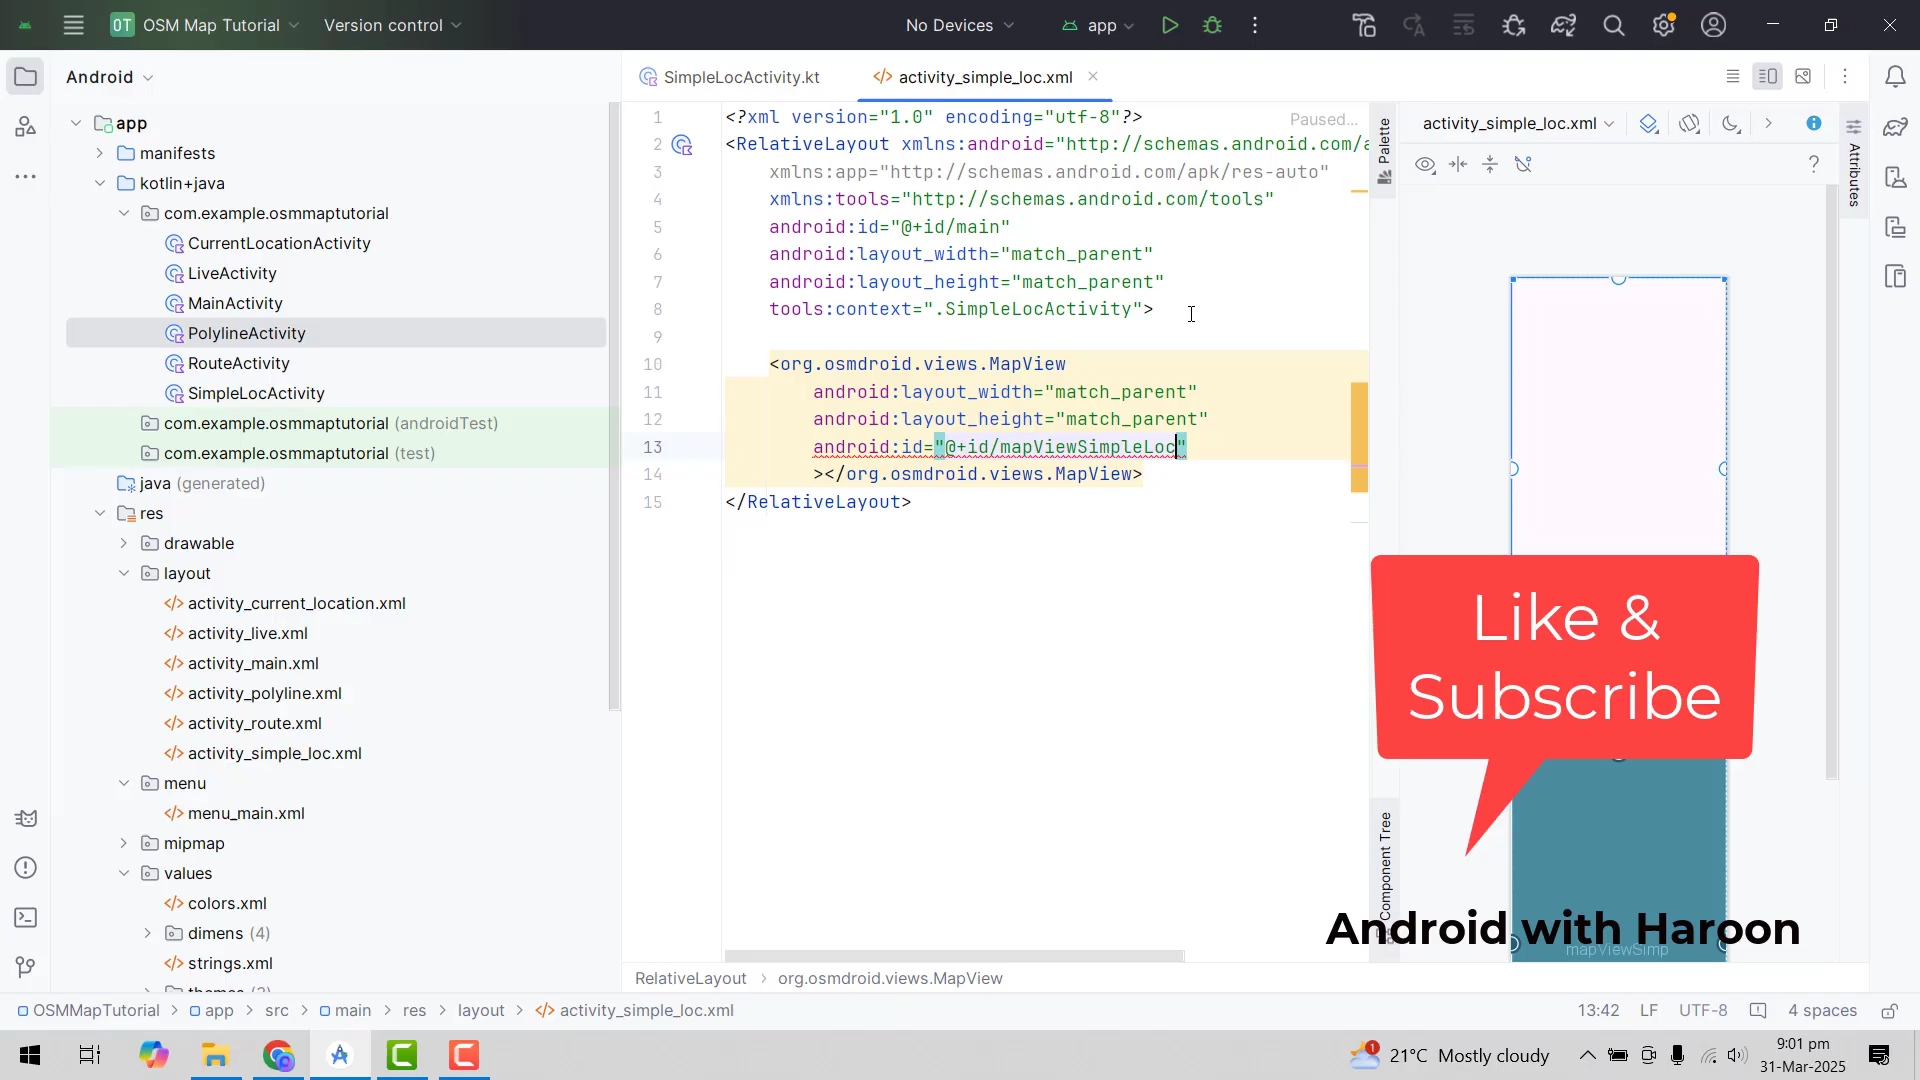 OT OSM Map Tutorial Version control No Devices app
Android
SimpleLocActivity.kt activity_simple_loc.xml
app
manifests
kotlin+java
com.example.osmmaptutorial
CurrentLocationActivity
LiveActivity
MainActivity
PolylineActivity
RouteActivity
SimpleLocActivity
com.example.osmmaptutorial (androidTest)
com.example.osmmaptutorial (test)
java (generated)
res
drawable
layout
activity_current_location.xml
activity_live.xml
activity_main.xml
activity_polyline.xml
activity_route.xml
activity_simple_loc.xml
menu
menu_main.xml
mipmap
values
colors.xml
dimens (4)
strings.xml
1 <?xml version="1.0" encoding="utf-8"?> Paused...
2 <RelativeLayout xmlns:android="http://schemas.android.com/a
3 xmlns:app="http://schemas.android.com/apk/res-auto"
4 xmlns:tools="http://schemas.android.com/tools"
5 android:id="@+id/main"
6 android:layout_width="match_parent"
7 android:layout_height="match_parent"
8 tools:context=".SimpleLocActivity">
9
10 <org.osmdroid.views.MapView
11 android:layout_width="match_parent"
12 android:layout_height="match_parent"
13 android:id="@+id/mapViewSimpleLoc"
14 ></org.osmdroid.views.MapView>
15 </RelativeLayout>
Palette
Component Tree
activity_simple_loc.xml
Attributes
Like &
Subscribe
mapViewSimp
Android with Haroon
RelativeLayout > org.osmdroid.views.MapView
OSMMapTutorial > app > src > main > res > layout > activity_simple_loc.xml 13:42 LF UTF-8 4 spaces
1 21°C Mostly cloudy 9:01 pm
31-Mar-2025